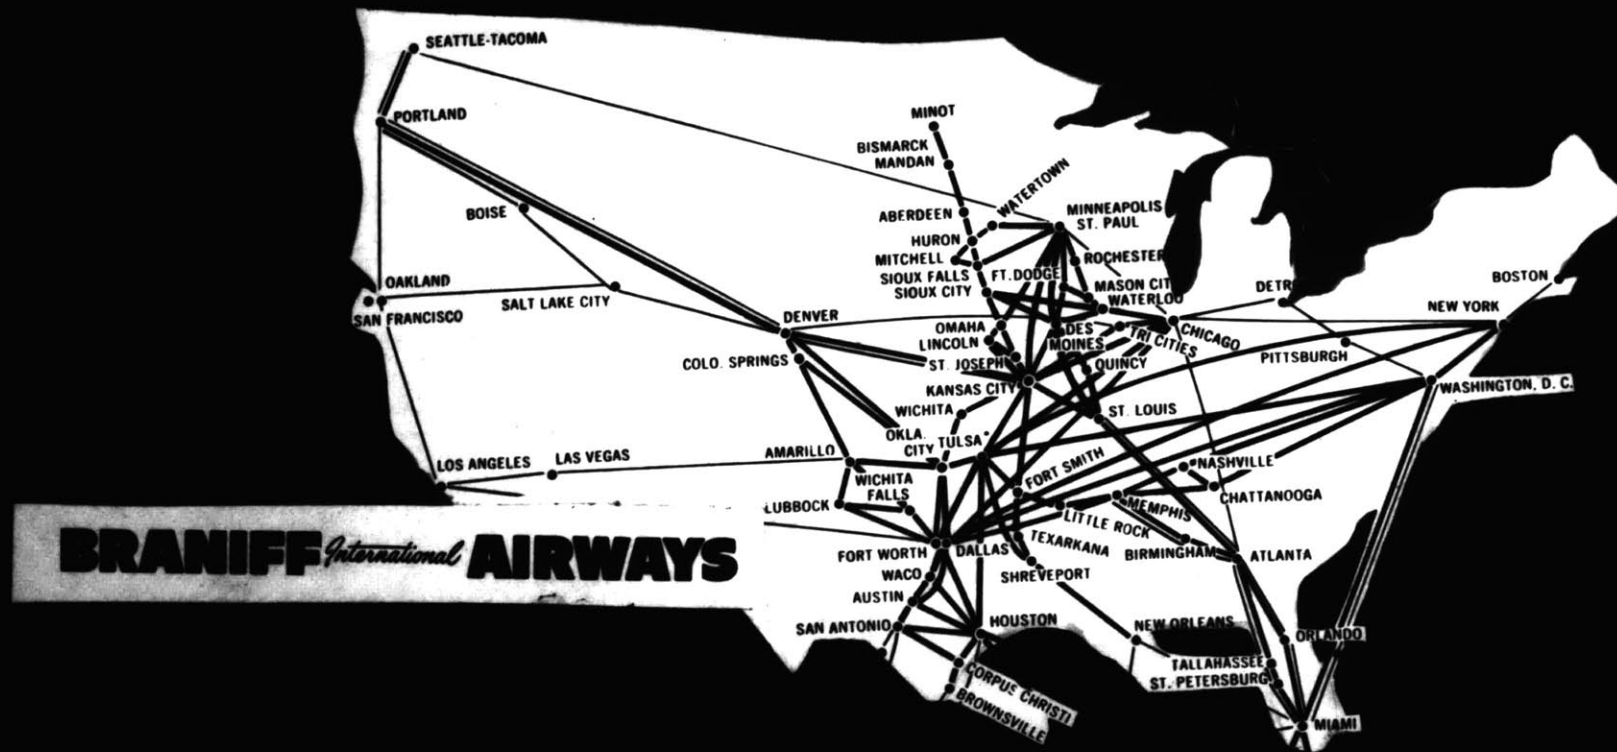 SEATTLE-TACOMA
PORTLAND
MINOT
BISMARCK
MANDAN
WATERTOWN
BOISE
ABERDEEN
MINNEAPOLIS
ST. PAUL
HURON
MITCHELL
ROCHESTER
SIOUX FALLS
FT. DODGE
OAKLAND
SALT LAKE CITY
SIOUX CITY
MASON CIT
WATERLOO
DETR
BOSTON
NEW YORK
SAN FRANCISCO
DENVER
OMAHA
DES
MOINES
TRI CITIES
CHICAGO
LINCOLN
PITTSBURGH
COLO. SPRINGS
ST. JOSEPH
QUINCY
KANSAS CITY
WASHINGTON, D. C.
WICHITA
ST. LOUIS
OKLA.
CITY
TULSA
AMARILLO
LOS ANGELES
LAS VEGAS
FORT SMITH
NASHVILLE
WICHITA
FALLS
CHATTANOOGA
LUBBOCK
MEMPHIS
LITTLE ROCK
BRANIFF International AIRWAYS
FORT WORTH
DALLAS
TEXARKANA
BIRMINGHAM
ATLANTA
WACO
SHREVEPORT
AUSTIN
SAN ANTONIO
HOUSTON
NEW ORLEANS
ORLANDO
TALLAHASSEE
ST. PETERSBURG
CORPUS CHRISTI
BROWNSVILLE
MIAMI